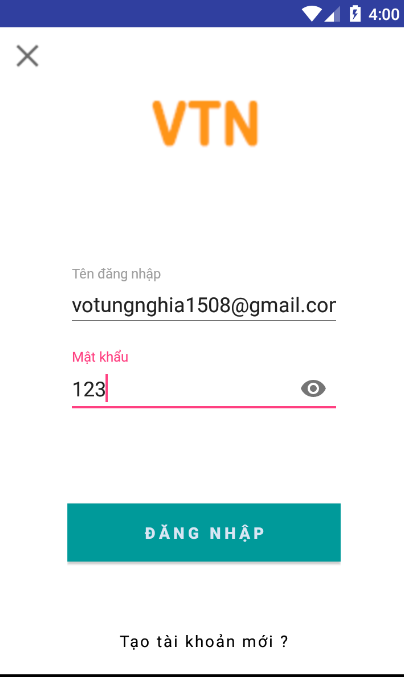 4:00
VTN
Tên đăng nhập
votungnghia1508@gmail.cor
Mật khẩu
123
ĐĂNG NHẬP
Tạo tài khoản mới ?